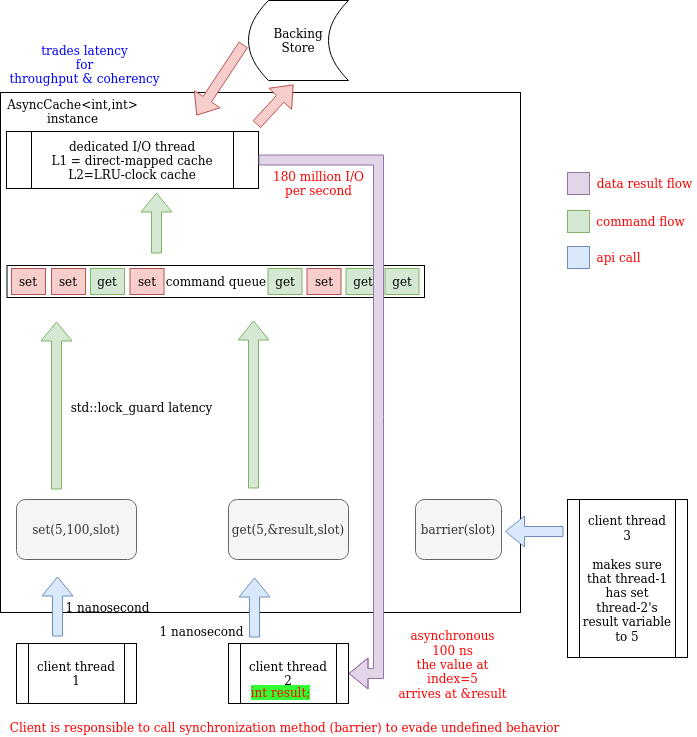 Backing
Store
trades latency
for
throughput & coherency
AsyncCache<int,int>
instance
dedicated I/O thread
L1 = direct-mapped cache
L2=LRU-clock cache
180 million I/O
per second
data result flow
command flow
api call
set set get set command queue get set get get
std::lock_guard latency
set(5,100,slot)
get(5,&result,slot)
barrier(slot)
client thread
3
makes sure
that thread-1
has set
thread-2's
result variable
to 5
1 nanosecond
1 nanosecond
client thread
1
client thread
2
int result;
asynchronous
100 ns
the value at
index=5
arrives at &result
Client is responsible to call synchronization method (barrier) to evade undefined behavior